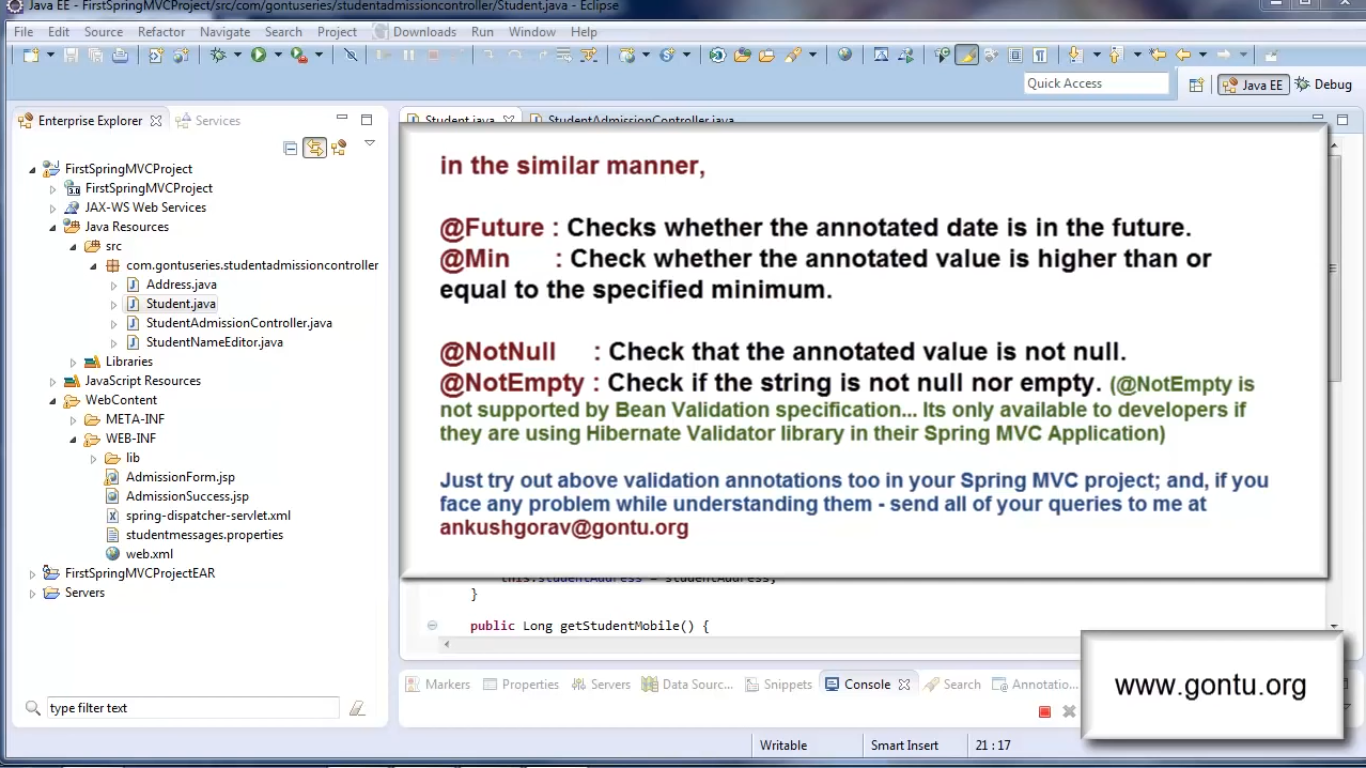 Java EE - FirstSpringMVCProject/src/com/gontuseries/studentadmissioncontroller/Student.java - Eclipse
File Edit Source Refactor Navigate Search Project Downloads Run Window Help
Quick Access
Java EE
Debug
Enterprise Explorer
Services
Student.java
StudentAdmissionController.java
FirstSpringMVCProject
FirstSpringMVCProject
JAX-WS Web Services
Java Resources
src
com.gontuseries.studentadmissioncontroller
Address.java
Student.java
StudentAdmissionController.java
StudentNameEditor.java
Libraries
JavaScript Resources
WebContent
META-INF
WEB-INF
lib
AdmissionForm.jsp
AdmissionSuccess.jsp
spring-dispatcher-servlet.xml
studentmessages.properties
web.xml
FirstSpringMVCProjectEAR
Servers
type filter text
in the similar manner,
@Future : Checks whether the annotated date is in the future.
@Min : Check whether the annotated value is higher than or
equal to the specified minimum.
@NotNull : Check that the annotated value is not null.
@NotEmpty : Check if the string is not null nor empty. (@NotEmpty is
not supported by Bean Validation specification... Its only available to developers if
they are using Hibernate Validator library in their Spring MVC Application)
Just try out above validation annotations too in your Spring MVC project; and, if you
face any problem while understanding them - send all of your queries to me at
ankushgorav@gontu.org
this.studentAddress = studentAddress;
}
public Long getStudentMobile() {
Markers Properties Servers Data Sourc... Snippets Console Search Annotatio...
www.gontu.org
Writable
Smart Insert
21 : 17